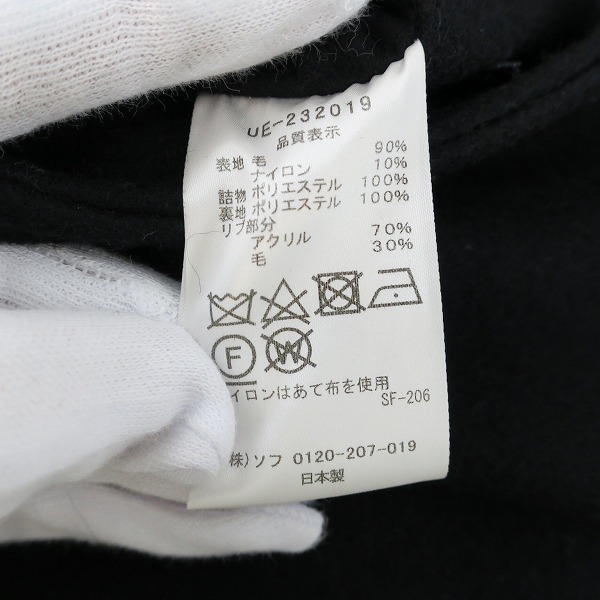 UE-232019
品質表示
表地 毛 90%
ナイロン 10%
詰物 ポリエステル 100%
裏地 ポリエステル 100%
リブ部分
アクリル 70%
毛 30%
F W
イロンはあて布を使用
SF-206
株)ソフ 0120-207-019
日本製